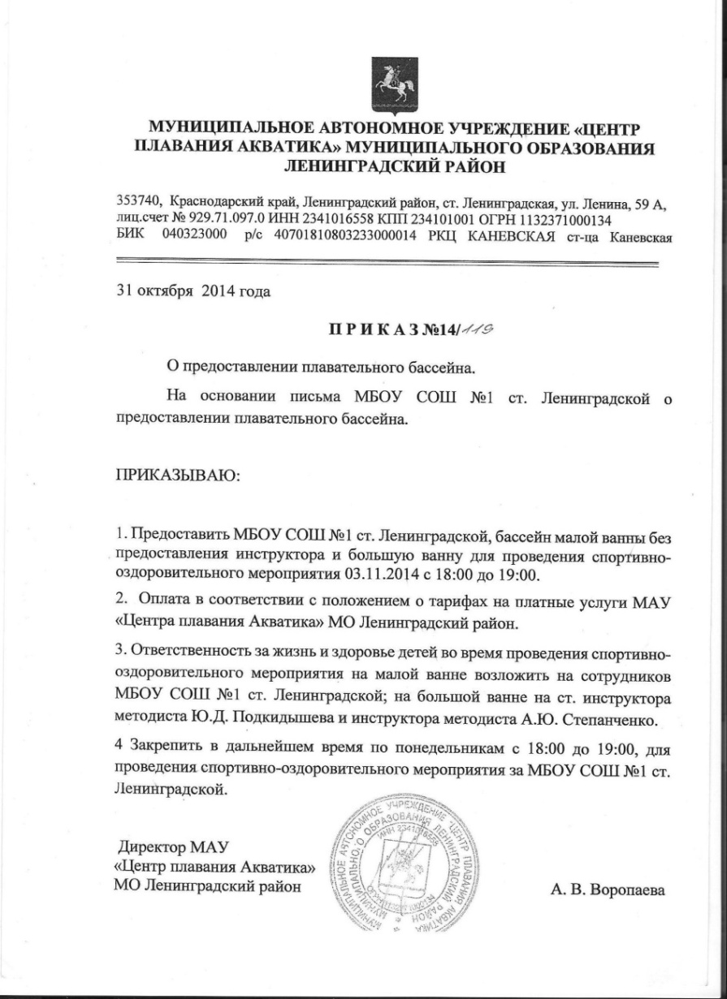 МУНИЦИПАЛЬНОЕ АВТОНОМНОЕ УЧРЕЖДЕНИЕ «ЦЕНТР
ПЛАВАНИЯ АКВАТИКА» МУНИЦИПАЛЬНОГО ОБРАЗОВАНИЯ
ЛЕНИНГРАДСКИЙ РАЙОН
353740, Краснодарский край, Ленинградский район, ст. Ленинградская, ул. Ленина, 59 А,
лиц.счет № 929.71.097.0 ИНН 2341016558 КПП 234101001 ОГРН 1132371000134
БИК 040323000 р/с 40701810803233000014 РКЦ КАНЕВСКАЯ ст-ца Каневская
31 октября 2014 года
П Р И К А З №14/119
О предоставлении плавательного бассейна.
На основании письма МБОУ СОШ №1 ст. Ленинградской о
предоставлении плавательного бассейна.
ПРИКАЗЫВАЮ:
1. Предоставить МБОУ СОШ №1 ст. Ленинградской, бассейн малой ванны без
предоставления инструктора и большую ванну для проведения спортивно-
оздоровительного мероприятия 03.11.2014 с 18:00 до 19:00.
2. Оплата в соответствии с положением о тарифах на платные услуги МАУ
«Центра плавания Акватика» МО Ленинградский район.
3. Ответственность за жизнь и здоровье детей во время проведения спортивно-
оздоровительного мероприятия на малой ванне возложить на сотрудников
МБОУ СОШ №1 ст. Ленинградской; на большой ванне на ст. инструктора
методиста Ю.Д. Подкидышева и инструктора методиста А.Ю. Степанченко.
4 Закрепить в дальнейшем время по понедельникам с 18:00 до 19:00, для
проведения спортивно-оздоровительного мероприятия за МБОУ СОШ №1 ст.
Ленинградской.
Директор МАУ
«Центр плавания Акватика»
МО Ленинградский район
А. В. Воропаева
МУНИЦИПАЛЬНОЕ АВТОНОМНОЕ УЧРЕЖДЕНИЕ "ЦЕНТР ПЛАВАНИЯ АКВАТИКА"
МУНИЦИПАЛЬНОГО ОБРАЗОВАНИЯ ЛЕНИНГРАДСКИЙ РАЙОН
ИНН 2341016558